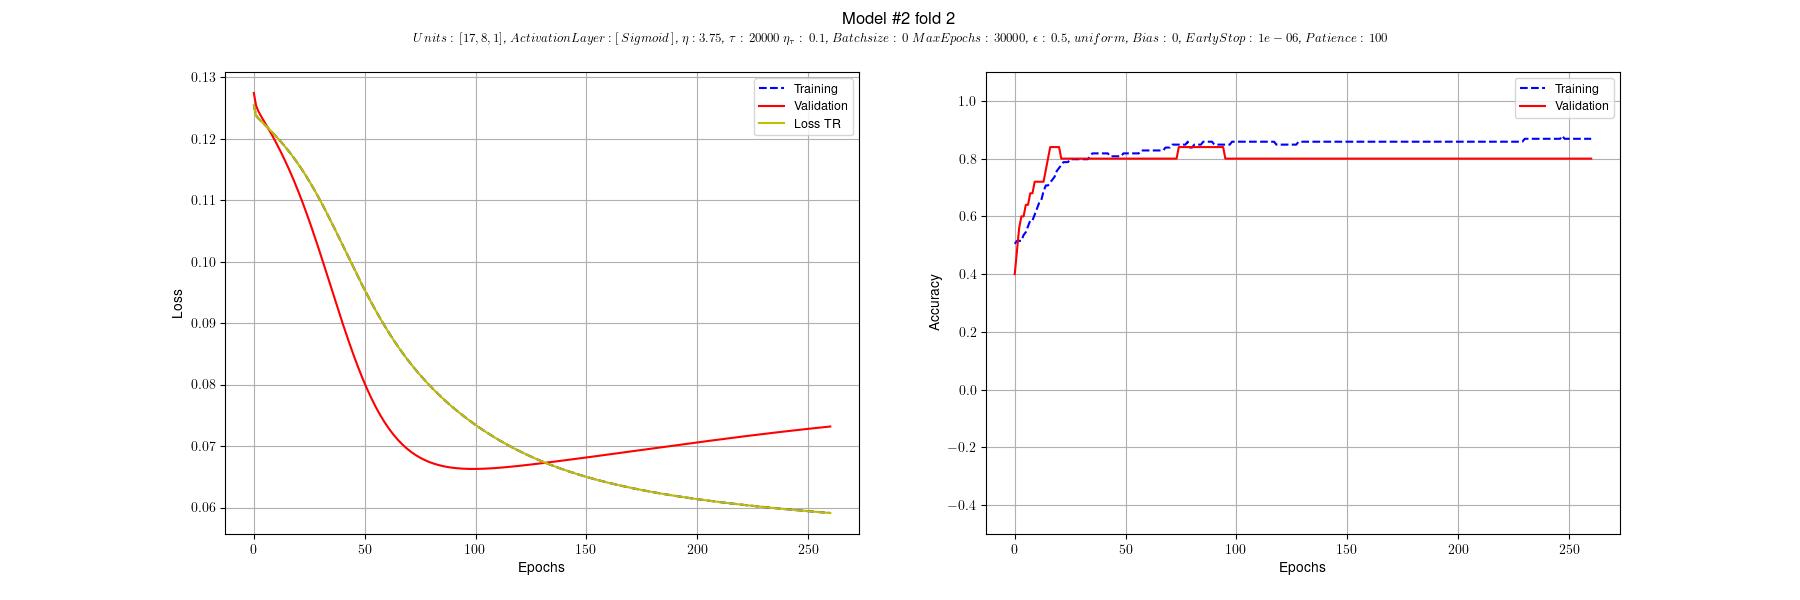 Model #2 fold 2
Units : [17, 8, 1], ActivationLayer : [ Sigmoid ], η : 3.75, τ : 20000 ητ : 0.1, Batchsize : 0 MaxEpochs : 30000, ϵ : 0.5, uniform, Bias : 0, EarlyStop : 1e − 06, Patience : 100
0.13
0.12
0.11
0.10
0.09
0.08
0.07
0.06
Loss
Training
Validation
Loss TR
0 50 100 150 200 250
Epochs
1.0
0.8
0.6
0.4
0.2
0.0
−0.2
−0.4
Accuracy
Training
Validation
0 50 100 150 200 250
Epochs